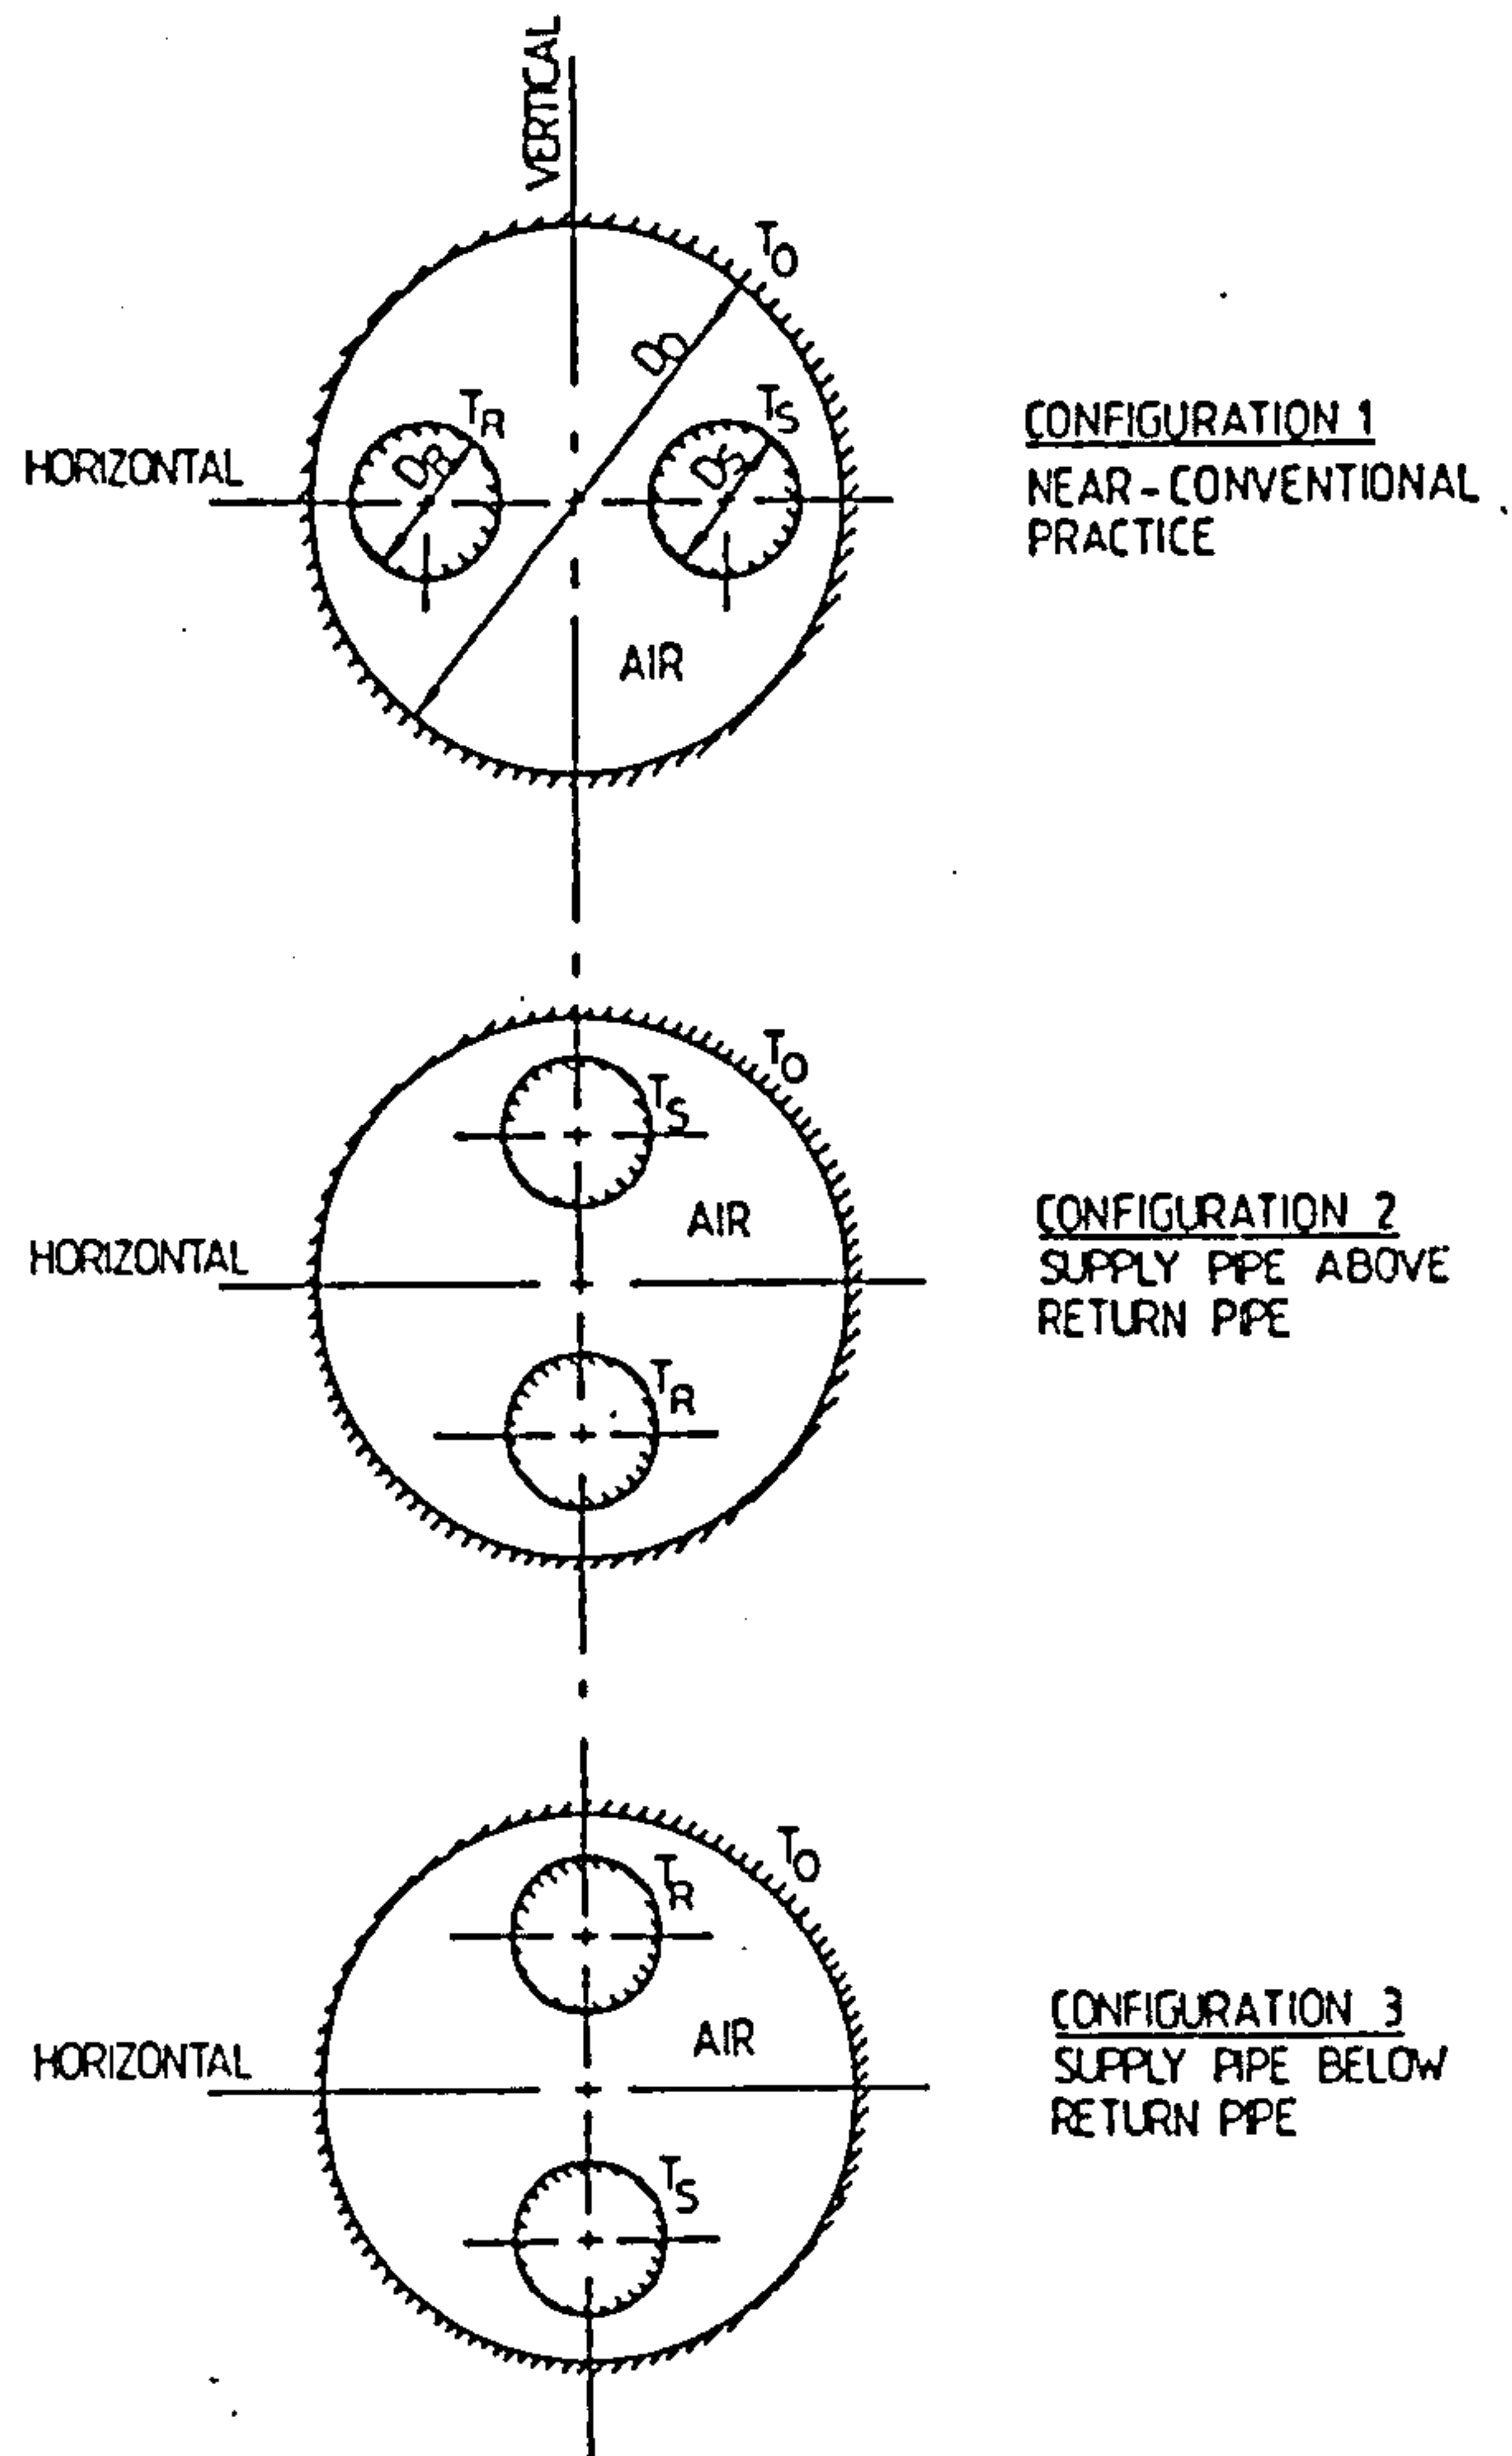 VERTICAL
T_O
D_O
T_R
T_S
D_R
D_S
HORIZONTAL
AIR
CONFIGURATION 1
NEAR-CONVENTIONAL
PRACTICE
T_O
T_S
AIR
HORIZONTAL
T_R
CONFIGURATION 2
SUPPLY PIPE ABOVE
RETURN PIPE
T_O
T_R
AIR
HORIZONTAL
T_S
CONFIGURATION 3
SUPPLY PIPE BELOW
RETURN PIPE